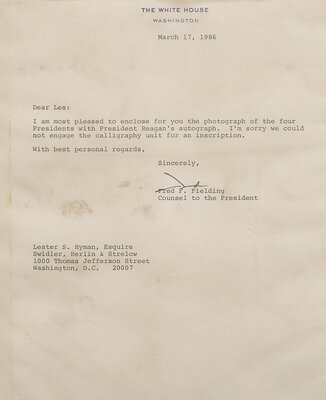 THE WHITE HOUSE
WASHINGTON
March 17, 1986
Dear Les:
I am most pleased to enclose for you the photograph of the four
Presidents with President Reagan's autograph. I'm sorry we could
not engage the calligraphy unit for an inscription.
With best personal regards,
Sincerely,
Fred F. Fielding
Counsel to the President
Lester S. Hyman, Esquire
Swidler, Berlin & Strelow
1000 Thomas Jefferson Street
Washington, D.C. 20007